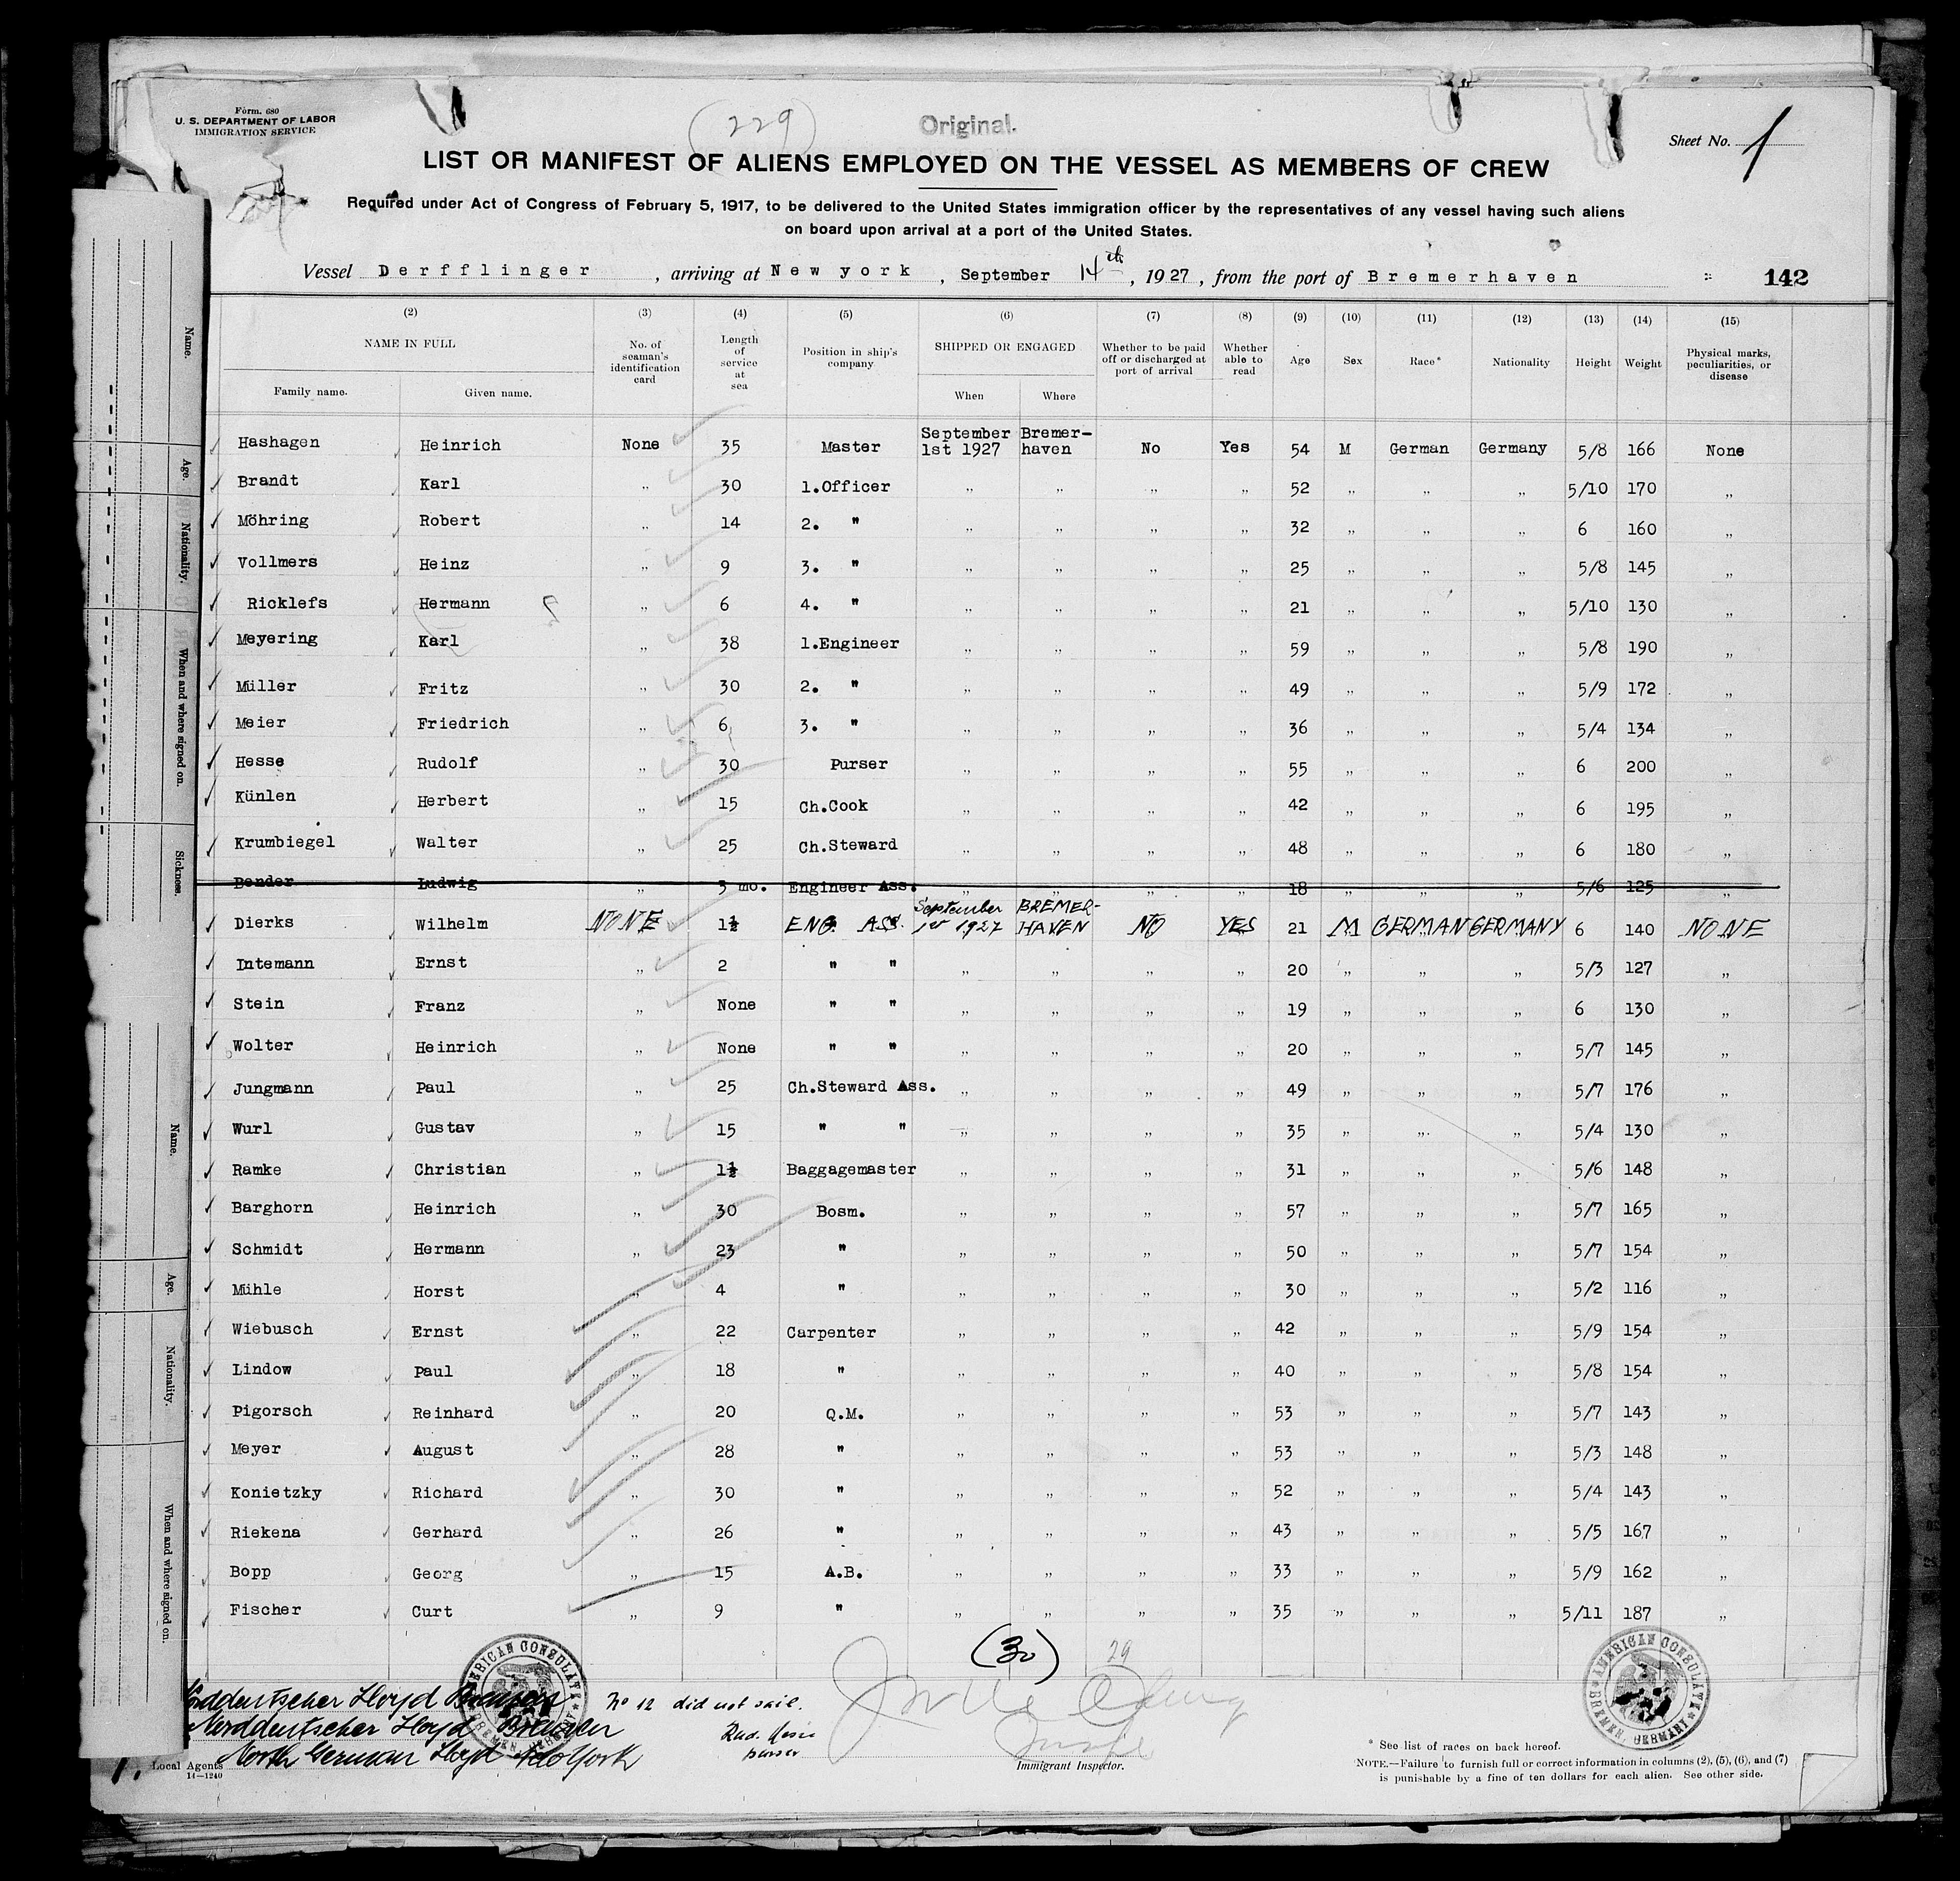 Form. 680
U. S. DEPARTMENT OF LABOR
IMMIGRATION SERVICE
(229)
Original.
Sheet No. 1
LIST OR MANIFEST OF ALIENS EMPLOYED ON THE VESSEL AS MEMBERS OF CREW
Required under Act of Congress of February 5, 1917, to be delivered to the United States immigration officer by the representatives of any vessel having such aliens
on board upon arrival at a port of the United States.
Vessel Derfflinger, arriving at New york, September 14th, 1927, from the port of Bremerhaven 142
(2) (3) (4) (5) (6) (7) (8) (9) (10) (11) (12) (13) (14) (15)
NAME IN FULL No. of seaman's identification card Length of service at sea Position in ship's company SHIPPED OR ENGAGED Whether to be paid off or discharged at port of arrival Whether able to read Age Sex Race* Nationality Height Weight Physical marks, peculiarities, or disease
Family name. Given name. When Where
Hashagen Heinrich None 35 Master September 1st 1927 Bremer-haven No Yes 54 M German Germany 5/8 166 None
Brandt Karl " 30 1.Officer " " " " 52 " " " 5/10 170 "
Möhring Robert " 14 2. " " " " " 32 " " " 6 160 "
Vollmers Heinz " 9 3. " " " " " 25 " " " 5/8 145 "
Ricklefs Hermann " 6 4. " " " " " 21 " " " 5/10 130 "
Meyering Karl " 38 1.Engineer " " " " 59 " " " 5/8 190 "
Müller Fritz " 30 2. " " " " " 49 " " " 5/9 172 "
Meier Friedrich " 6 3. " " " " " 36 " " " 5/4 134 "
Hesse Rudolf " 30 Purser " " " " 55 " " " 6 200 "
Künlen Herbert " 15 Ch.Cook " " " " 42 " " " 6 195 "
Krumbiegel Walter " 25 Ch.Steward " " " " 48 " " " 6 180 "
Bender Ludwig " 3 mo. Engineer Ass. " " " " 18 " " " 5/6 125 "
Dierks Wilhelm NONE 1½ ENG. ASS. September 1st 1927 BREMER-HAVEN NO YES 21 M GERMAN GERMANY 6 140 NONE
Intemann Ernst " 2 " " " " " " 20 " " " 5/3 127 "
Stein Franz " None " " " " " " 19 " " " 6 130 "
Wolter Heinrich " None " " " " " " 20 " " " 5/7 145 "
Jungmann Paul " 25 Ch.Steward Ass. " " " " 49 " " " 5/7 176 "
Wurl Gustav " 15 " " " " " " 35 " " " 5/4 130 "
Ramke Christian " 1½ Baggagemaster " " " " 31 " " " 5/6 148 "
Barghorn Heinrich " 30 Bosm. " " " " 57 " " " 5/7 165 "
Schmidt Hermann " 23 " " " " " 50 " " " 5/7 154 "
Mühle Horst " 4 " " " " " 30 " " " 5/2 116 "
Wiebusch Ernst " 22 Carpenter " " " " 42 " " " 5/9 154 "
Lindow Paul " 18 " " " " " 40 " " " 5/8 154 "
Pigorsch Reinhard " 20 Q.M. " " " " 53 " " " 5/7 143 "
Meyer August " 28 " " " " " 53 " " " 5/3 148 "
Konietzky Richard " 30 " " " " " 52 " " " 5/4 143 "
Riekena Gerhard " 26 " " " " " 43 " " " 5/5 167 "
Bopp Georg " 15 A.B. " " " " 33 " " " 5/9 162 "
Fischer Curt " 9 " " " " " 35 " " " 5/11 187 "
(30) 29
AMERICAN CONSULATE BREMEN, GERMANY
AMERICAN CONSULATE BREMEN, GERMANY
Norddeutscher Lloyd Bremen
No 12 did not sail.
Norddeutscher Lloyd Bremen
Rud. Hesse
purser
North German Lloyd New York
Local Agents
14—1240
Immigrant Inspector.
* See list of races on back hereof.
NOTE.—Failure to furnish full or correct information in columns (2), (5), (6), and (7)
is punishable by a fine of ten dollars for each alien. See other side.
Name.
Age.
Nationality.
When and where signed on.
Sickness.
Name.
Age.
Nationality.
When and where signed on.